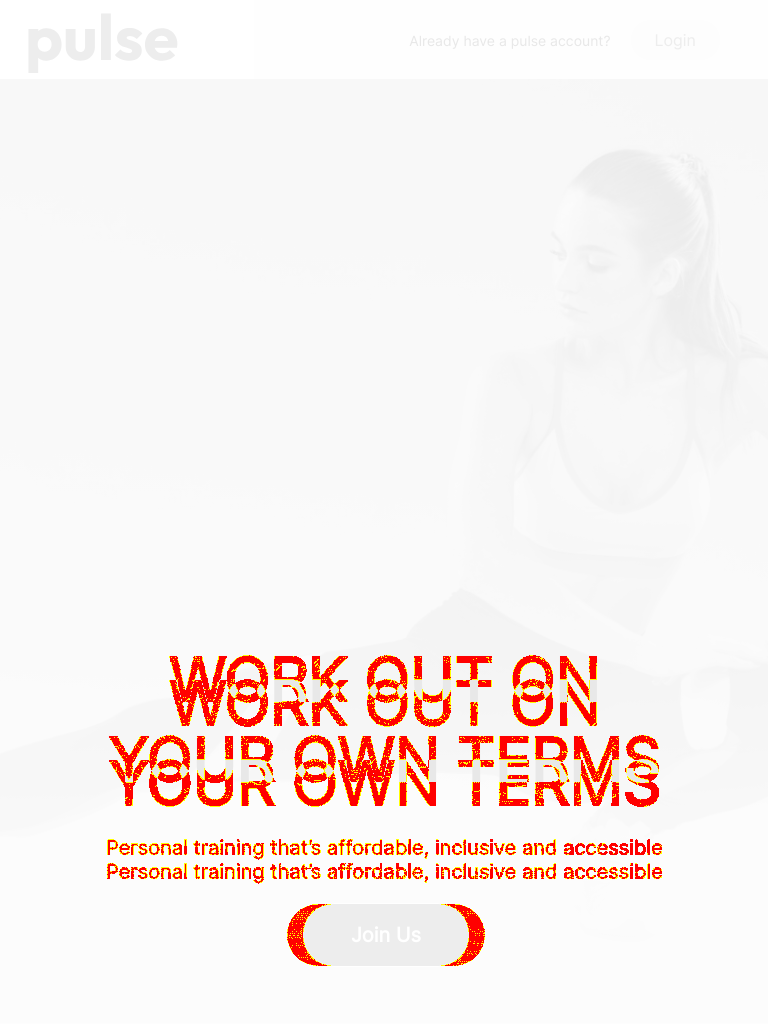 pulse
Already have a pulse account?
Login
WORK OUT ON
WORK OUT ON
YOUR OWN TERMS
YOUR OWN TERMS
Personal training that's affordable, inclusive and accessible
Personal training that's affordable, inclusive and accessible
Join Us